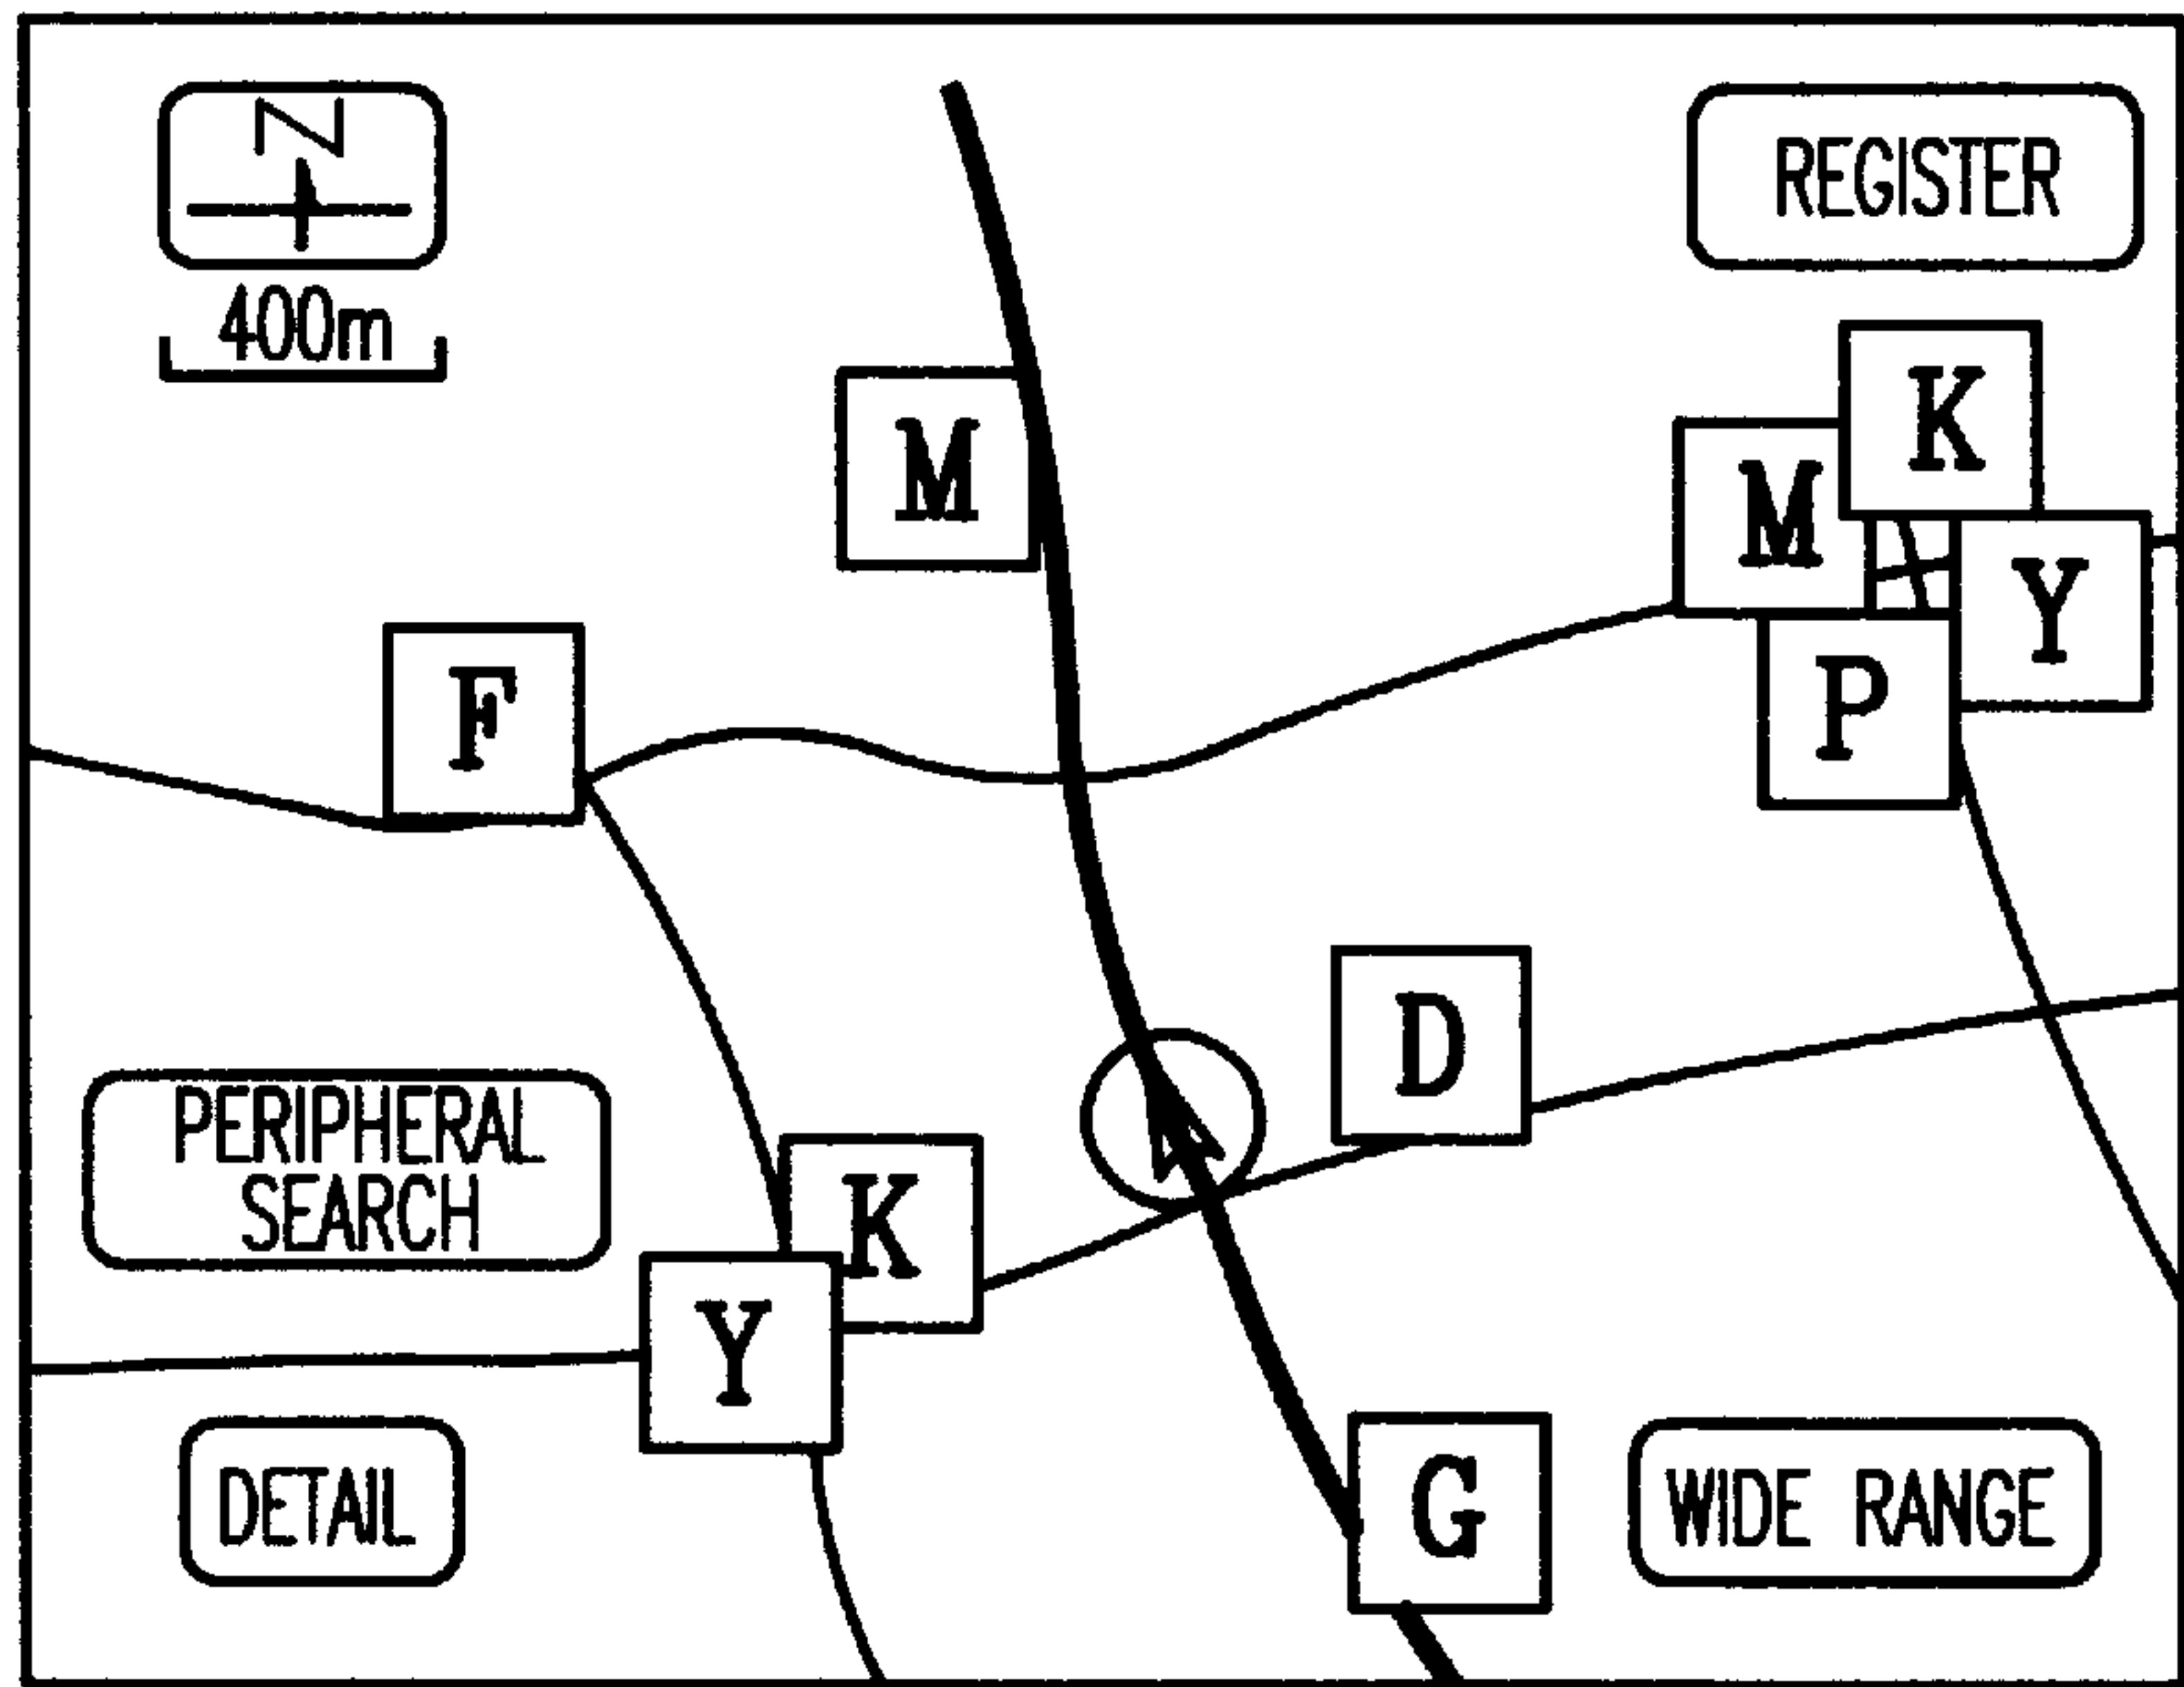 N
REGISTER
400m
K
M
M
Y
F
P
D
PERIPHERAL
SEARCH
K
Y
G
DETAIL
WIDE RANGE